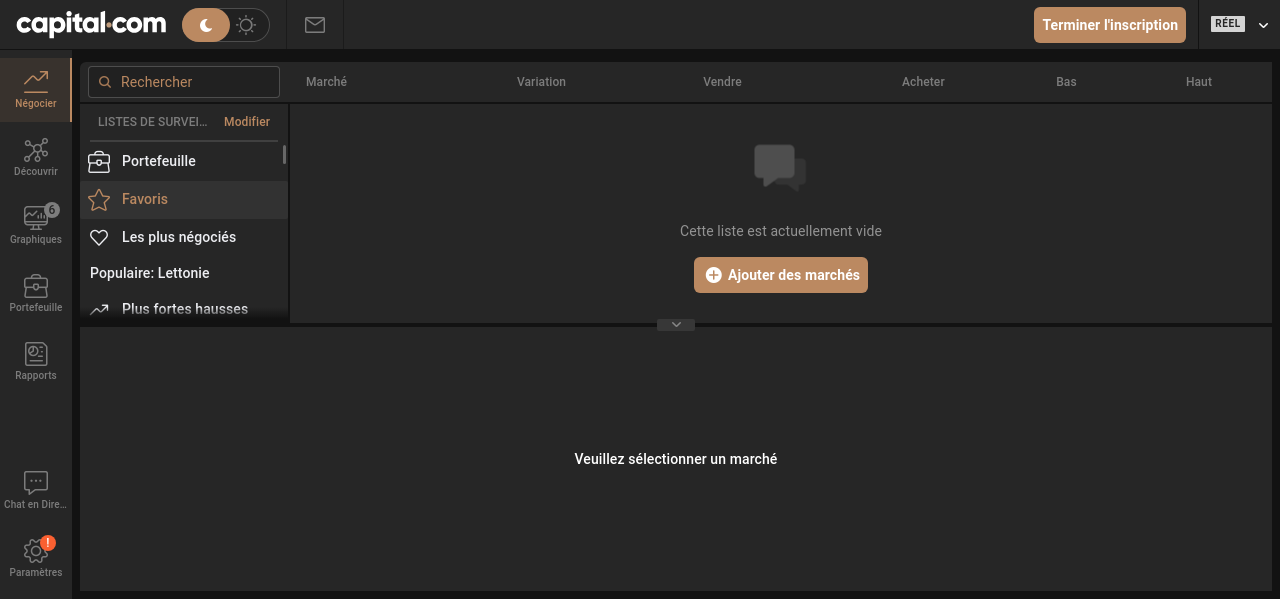 capital.com
Terminer l'inscription
RÉEL
Négocier
Découvrir
6
Graphiques
Portefeuille
Rapports
Chat en Dire...
!
Paramètres
Rechercher
LISTES DE SURVEI...
Modifier
Portefeuille
Favoris
Les plus négociés
Populaire: Lettonie
Plus fortes hausses
Marché
Variation
Vendre
Acheter
Bas
Haut
Cette liste est actuellement vide
Ajouter des marchés
Veuillez sélectionner un marché